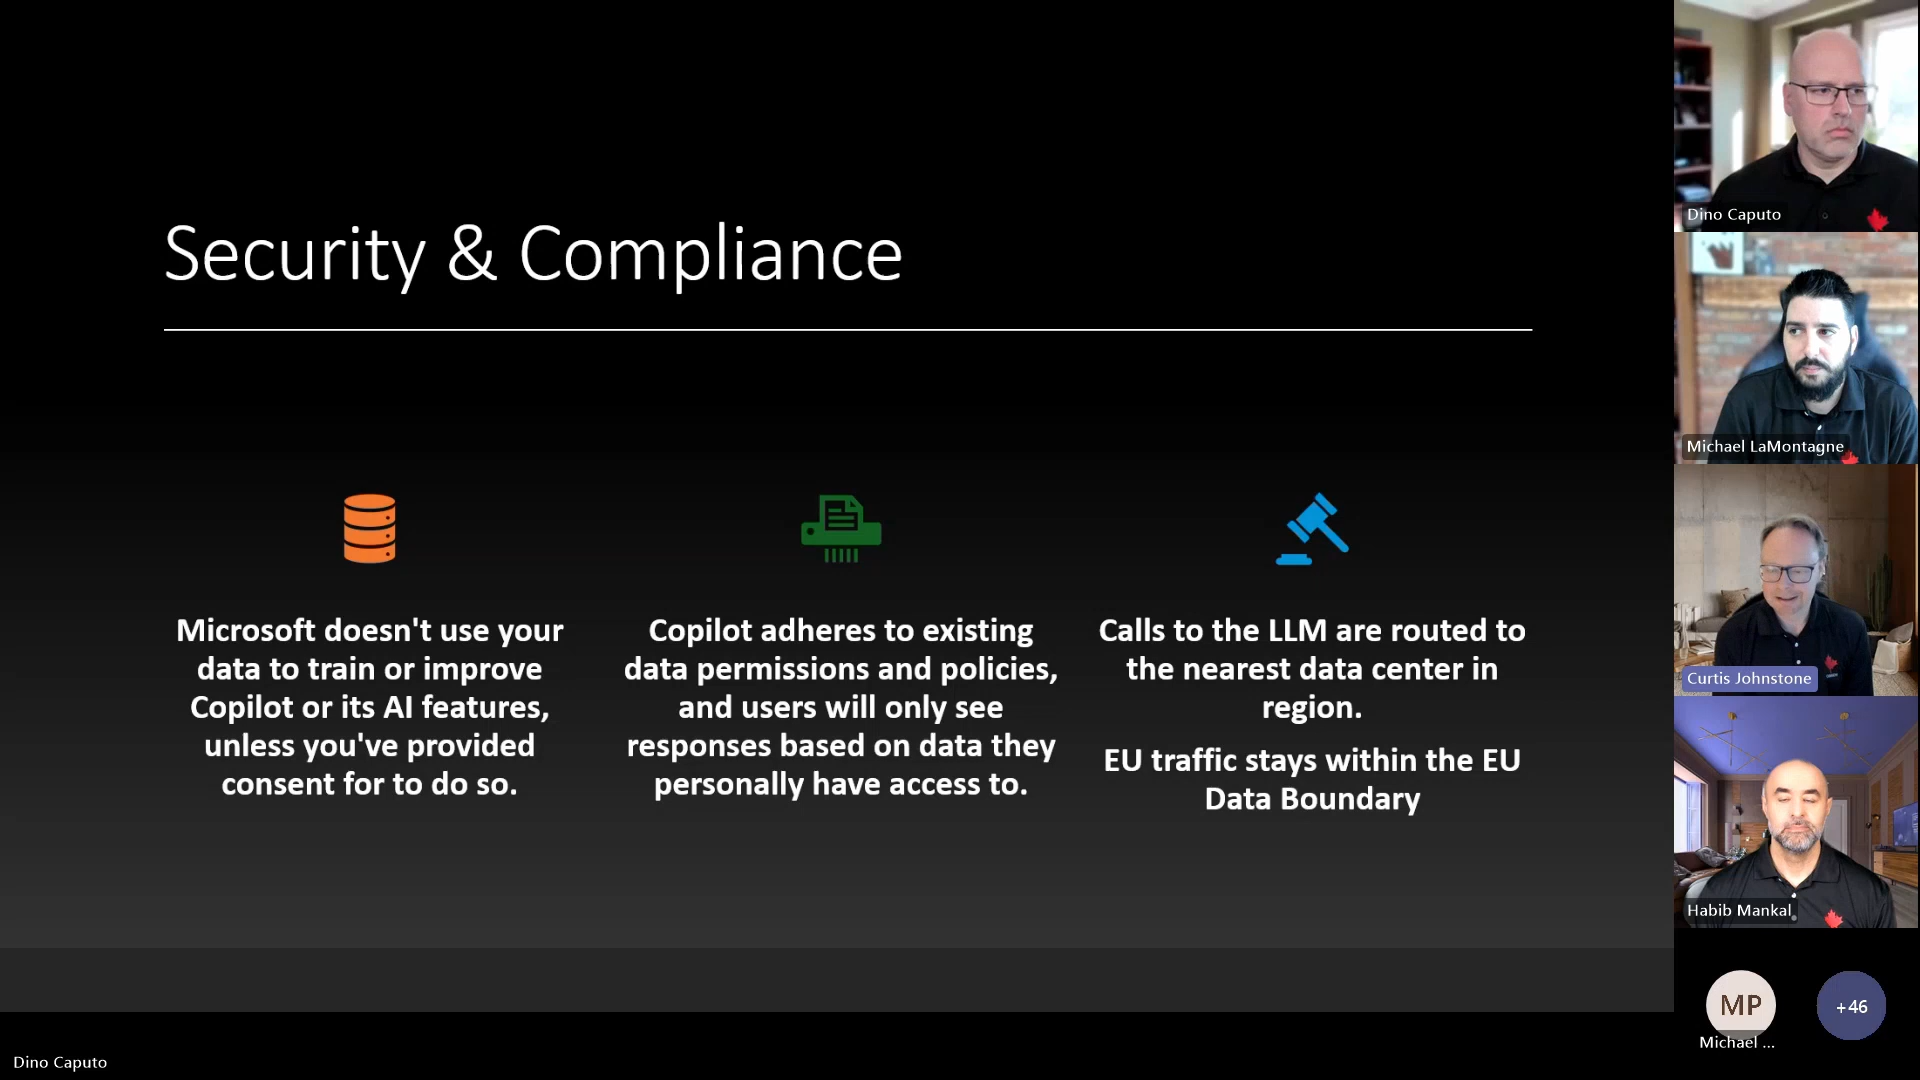 Security & Compliance
Microsoft doesn't use your
data to train or improve
Copilot or its AI features,
unless you've provided
consent for to do so.
Copilot adheres to existing
data permissions and policies,
and users will only see
responses based on data they
personally have access to.
Calls to the LLM are routed to
the nearest data center in
region.
EU traffic stays within the EU
Data Boundary
Dino Caputo
Michael LaMontagne
Curtis Johnstone
Habib Mankal
MP
Michael ...
+46
Dino Caputo